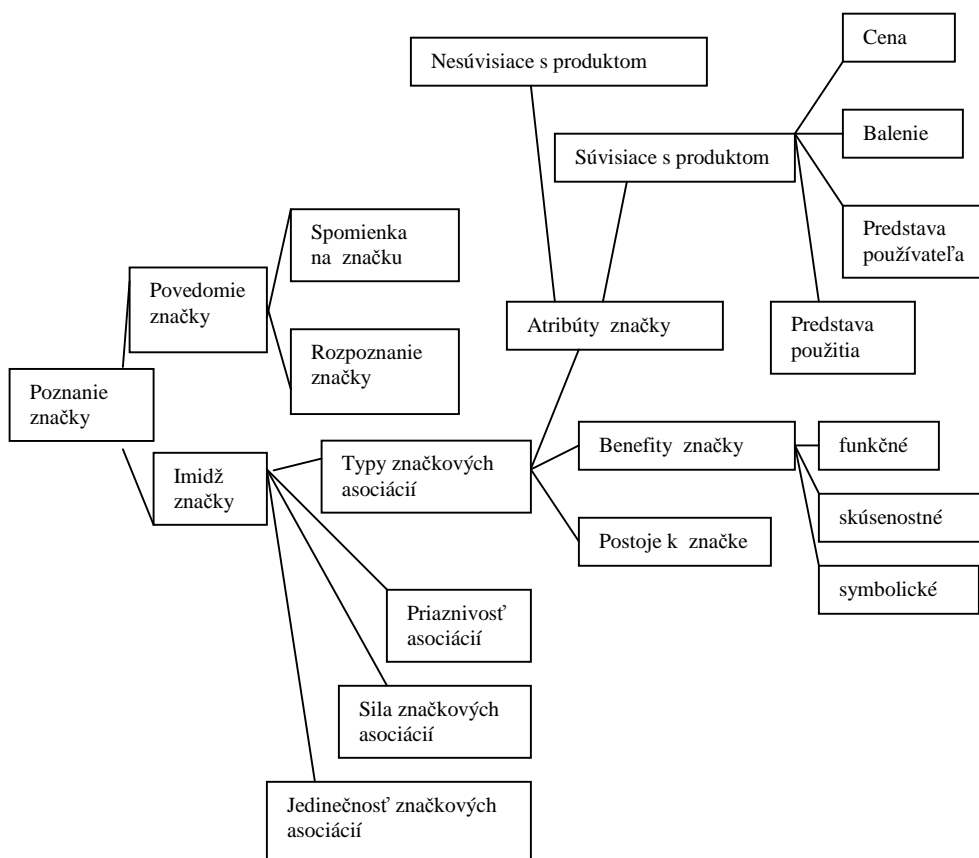 Cena
Nesúvisiace s produktom
Balenie
Súvisiace s produktom
Spomienka
na značku
Predstava
používateľa
Povedomie
značky
Atribúty značky
Predstava
použitia
Rozpoznanie
značky
Poznanie
značky
Benefity značky
funkčné
Typy značkových
asociácií
Imidž
značky
skúsenostné
Postoje k značke
symbolické
Priaznivosť
asociácií
Sila značkových
asociácií
Jedinečnosť značkových
asociácií